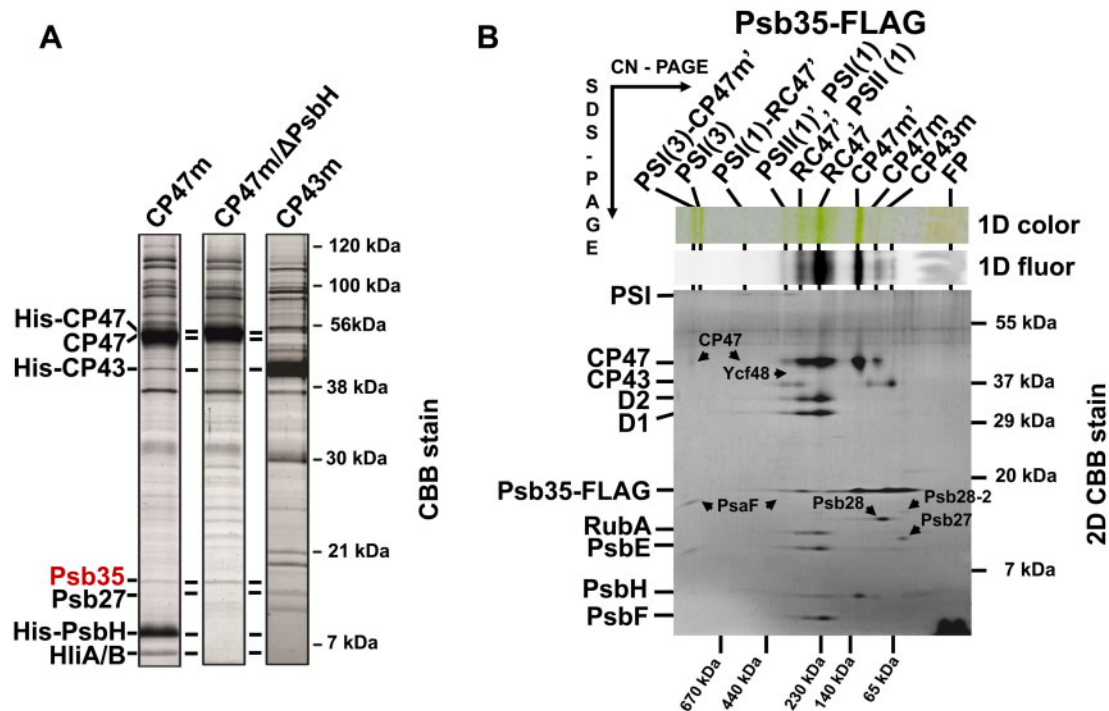 A
CP47m
CP47m/ΔPsbH
CP43m
120 kDa
100 kDa
56kDa
38 kDa
30 kDa
21 kDa
7 kDa
His-CP47
CP47
His-CP43
Psb35
Psb27
His-PsbH
HliA/B
CBB stain
B
Psb35-FLAG
CN - PAGE
SDS-PAGE
PSI(3)-CP47m’
PSI(3)
PSI(1)-RC47’
PSII(1)’, PSI(1)
RC47’, PSII (1)
RC47
CP47m’
CP47m
CP43m
FP
1D color
1D fluor
PSI
CP47
CP43
D2
D1
Psb35-FLAG
RubA
PsbE
PsbH
PsbF
CP47
Ycf48
PsaF
Psb28
Psb28-2
Psb27
55 kDa
37 kDa
29 kDa
20 kDa
7 kDa
2D CBB stain
670 kDa
440 kDa
230 kDa
140 kDa
65 kDa